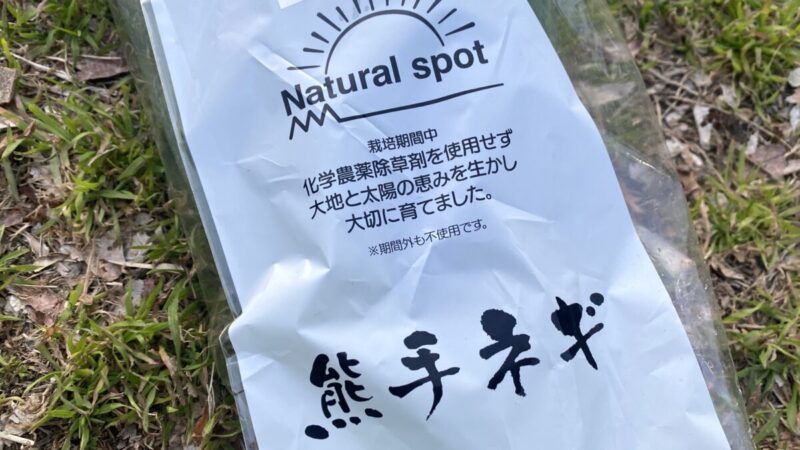 Natural spot
栽培期間中
化学農薬除草剤を使用せず
大地と太陽の恵みを生かし
大切に育てました。
※期間外も不使用です。
熊手ネギ